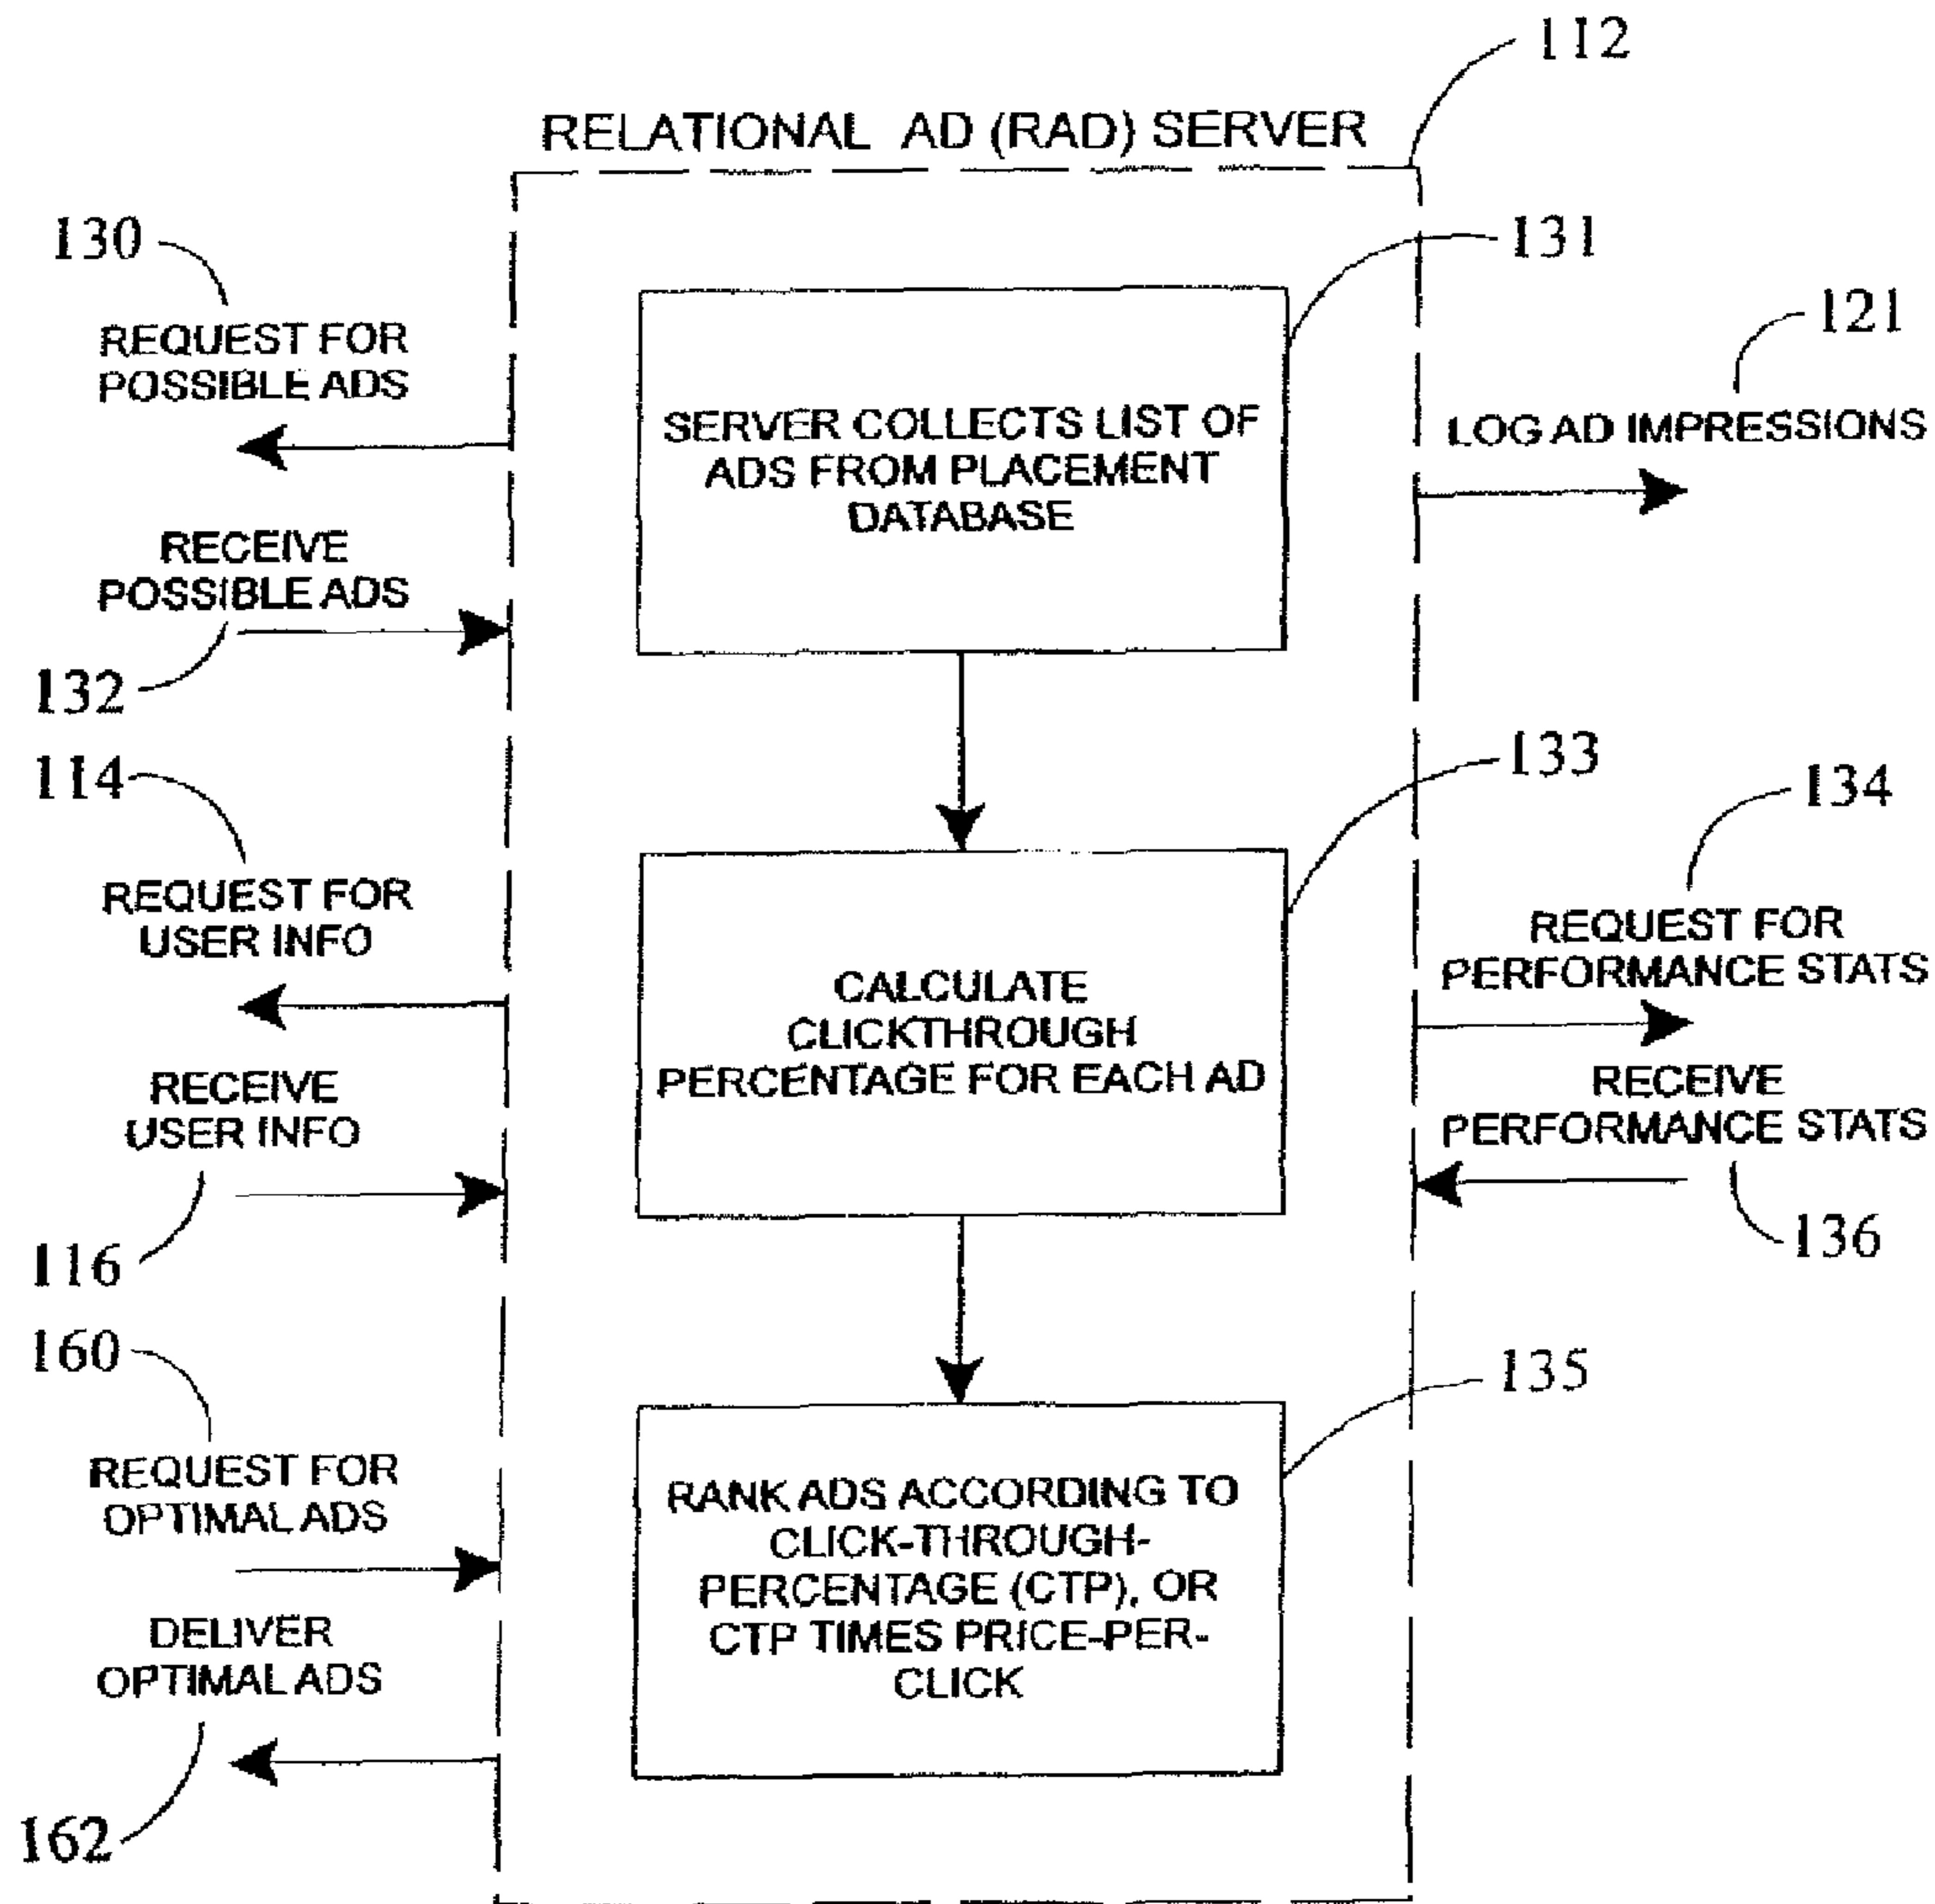 112
RELATIONAL AD (RAD) SERVER
130
REQUEST FOR
POSSIBLE ADS
RECEIVE
POSSIBLE ADS
132
114
REQUEST FOR
USER INFO
RECEIVE
USER INFO
116
160
REQUEST FOR
OPTIMAL ADS
DELIVER
OPTIMAL ADS
162
131
SERVER COLLECTS LIST OF
ADS FROM PLACEMENT
DATABASE
133
CALCULATE
CLICKTHROUGH
PERCENTAGE FOR EACH AD
135
RANK ADS ACCORDING TO
CLICK-THROUGH-
PERCENTAGE (CTP), OR
CTP TIMES PRICE-PER-
CLICK
121
LOG AD IMPRESSIONS
134
REQUEST FOR
PERFORMANCE STATS
RECEIVE
PERFORMANCE STATS
136